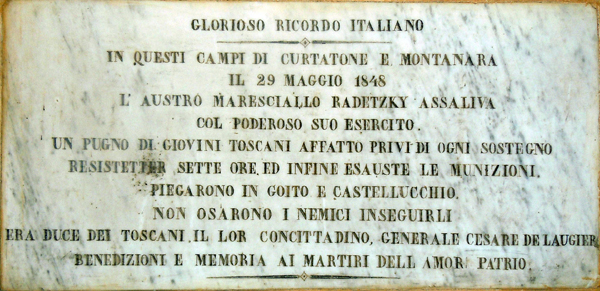 GLORIOSO RICORDO ITALIANO
IN QUESTI CAMPI DI CURTATONE E MONTANARA
IL 29 MAGGIO 1848
L' AUSTRO MARESCIALLO RADETZKY ASSALIVA
COL PODEROSO SUO ESERCITO.
UN PUGNO DI GIOVINI TOSCANI AFFATTO PRIVI DI OGNI SOSTEGNO
RESISTETTER SETTE ORE, ED INFINE ESAUSTE LE MUNIZIONI.
PIEGARONO IN GOITO E CASTELLUCCHIO.
NON OSARONO I NEMICI INSEGUIRLI
ERA DUCE DEI TOSCANI, IL LOR CONCITTADINO, GENERALE CESARE DE LAUGIER
BENEDIZIONI E MEMORIA AI MARTIRI DELL AMOR PATRIO.